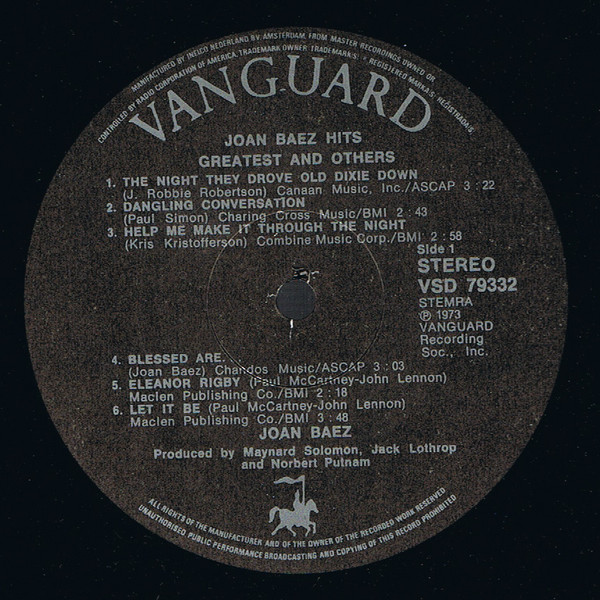 MANUFACTURED BY INELCO NEDERLAND BV AMSTERDAM, FROM MASTER RECORDINGS OWNED OR
CONTROLLED BY RADIO CORPORATION OF AMERICA. TRADEMARK OWNER TRADEMARKS REGISTERED MARKAS REGISTRADAS
VANGUARD
JOAN BAEZ HITS
GREATEST AND OTHERS
1. THE NIGHT THEY DROVE OLD DIXIE DOWN
(J. Robbie Robertson) Canaan Music, Inc./ASCAP 3 : 22
2. DANGLING CONVERSATION
(Paul Simon) Charing Cross Music/BMI 2 : 43
3. HELP ME MAKE IT THROUGH THE NIGHT
(Kris Kristofferson) Combine Music Corp./BMI 2 : 58
Side 1
STEREO
VSD 79332
STEMRA
℗ 1973
VANGUARD
Recording
Soc., Inc.
4. BLESSED ARE...
(Joan Baez) Chandos Music/ASCAP 3 : 03
5. ELEANOR RIGBY (Paul McCartney-John Lennon)
Maclen Publishing Co./BMI 2 : 18
6. LET IT BE (Paul McCartney-John Lennon)
Maclen Publishing Co./BMI 3 : 48
JOAN BAEZ
Produced by Maynard Solomon, Jack Lothrop
and Norbert Putnam
ALL RIGHTS OF THE MANUFACTURER AND OF THE OWNER OF THE RECORDED WORK RESERVED
UNAUTHORISED PUBLIC PERFORMANCE BROADCASTING AND COPYING OF THIS RECORD PROHIBITED